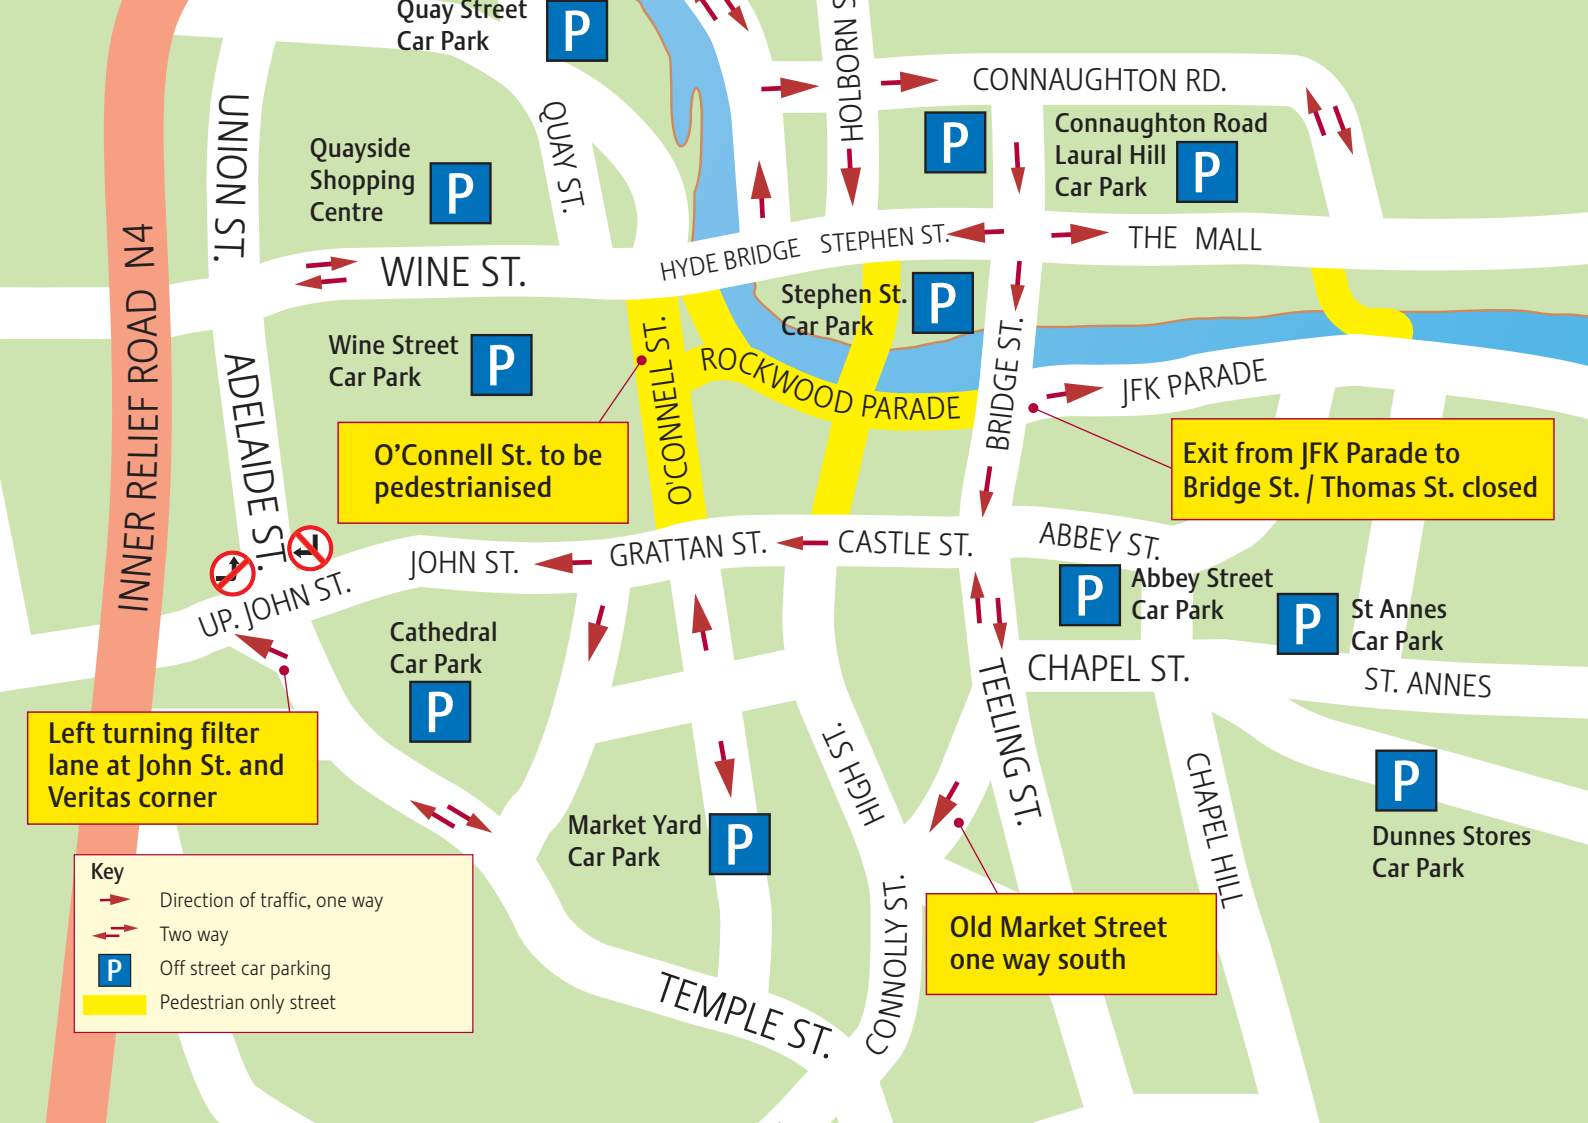 Quay Street
Car Park
P
HOLBORN S
CONNAUGHTON RD.
UNION ST.
QUAY ST.
Quayside
Shopping
Centre
P
P
Connaughton Road
Laural Hill
Car Park
P
INNER RELIEF ROAD N4
WINE ST.
HYDE BRIDGE
STEPHEN ST.
THE MALL
Stephen St.
Car Park
P
Wine Street
Car Park
P
ADELAIDE ST.
O'CONNELL ST.
ROCKWOOD PARADE
BRIDGE ST.
JFK PARADE
O'Connell St. to be
pedestrianised
Exit from JFK Parade to
Bridge St. / Thomas St. closed
UP. JOHN ST.
JOHN ST.
GRATTAN ST.
CASTLE ST.
ABBEY ST.
P
Abbey Street
Car Park
P
St Annes
Car Park
Cathedral
Car Park
P
TEELING ST.
CHAPEL ST.
ST. ANNES
Left turning filter
lane at John St. and
Veritas corner
HIGH ST.
CHAPEL HILL
P
Dunnes Stores
Car Park
Market Yard
Car Park
P
Key
Direction of traffic, one way
Two way
P
Off street car parking
Pedestrian only street
CONNOLLY ST.
Old Market Street
one way south
TEMPLE ST.